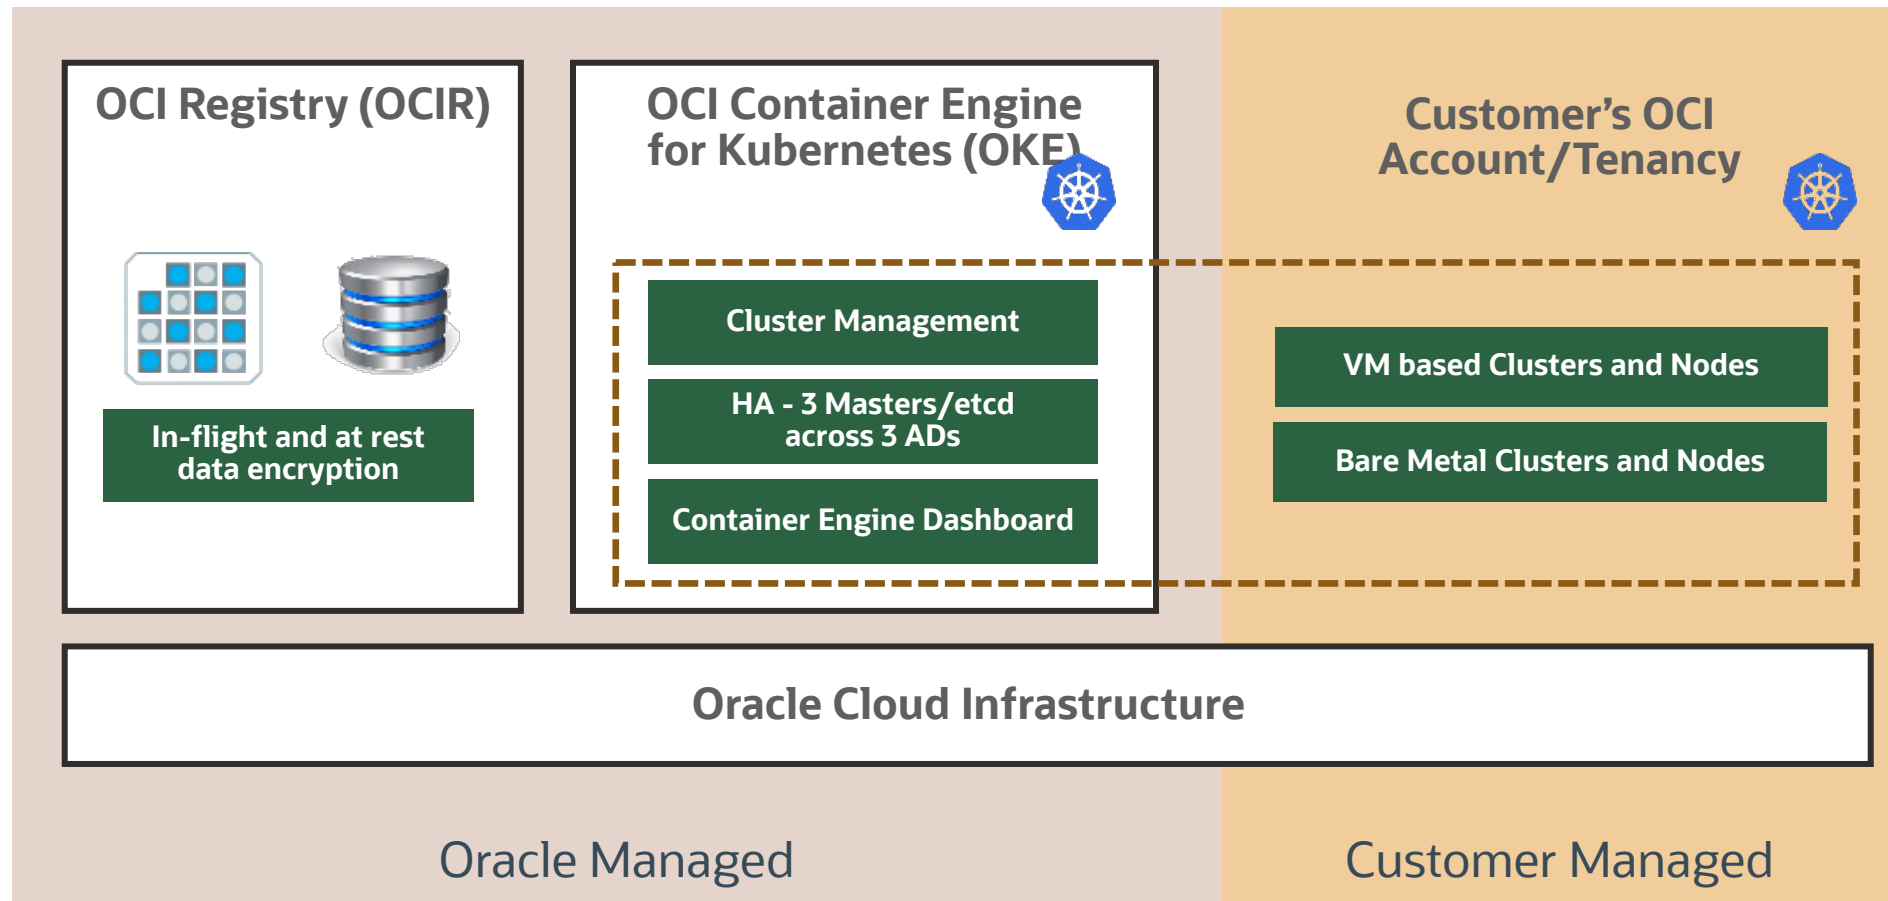 OCI Registry (OCIR)
In-flight and at rest
data encryption
OCI Container Engine
for Kubernetes (OKE)
Cluster Management
HA - 3 Masters/etcd
across 3 ADs
Container Engine Dashboard
Customer’s OCI
Account/Tenancy
VM based Clusters and Nodes
Bare Metal Clusters and Nodes
Oracle Cloud Infrastructure
Oracle Managed
Customer Managed